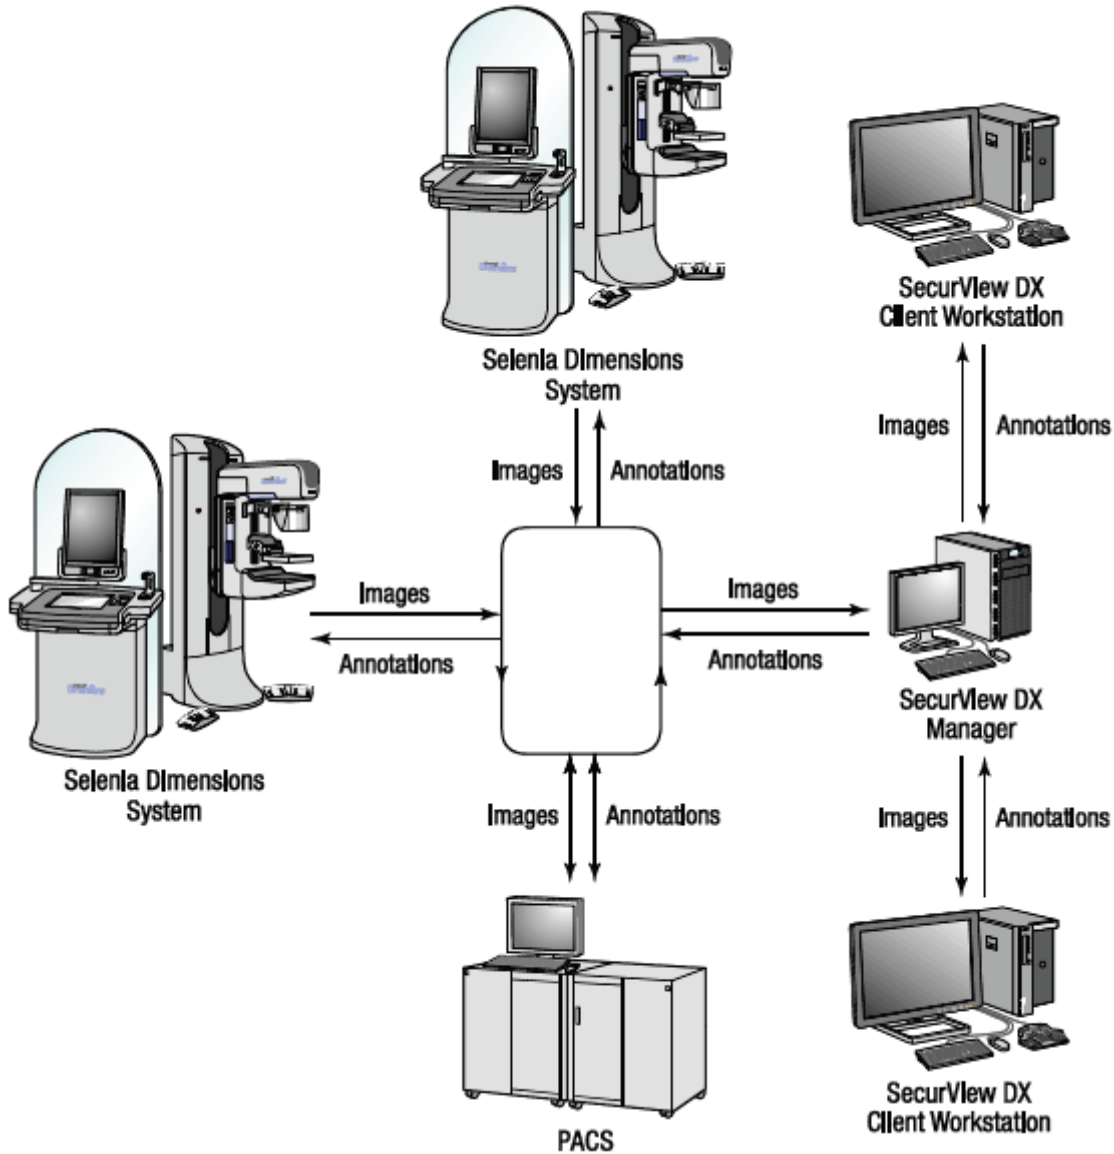 Selenia Dimensions
System
SecurView DX
Client Workstation
Images
Annotations
Images
Annotations
Images
Annotations
Images
Annotations
SecurView DX
Manager
Selenia Dimensions
System
Images
Annotations
Images
Annotations
PACS
SecurView DX
Client Workstation